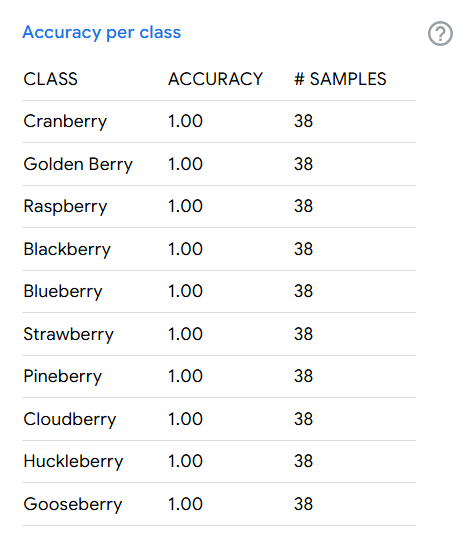 Accuracy per class
?
CLASS ACCURACY # SAMPLES
Cranberry 1.00 38
Golden Berry 1.00 38
Raspberry 1.00 38
Blackberry 1.00 38
Blueberry 1.00 38
Strawberry 1.00 38
Pineberry 1.00 38
Cloudberry 1.00 38
Huckleberry 1.00 38
Gooseberry 1.00 38